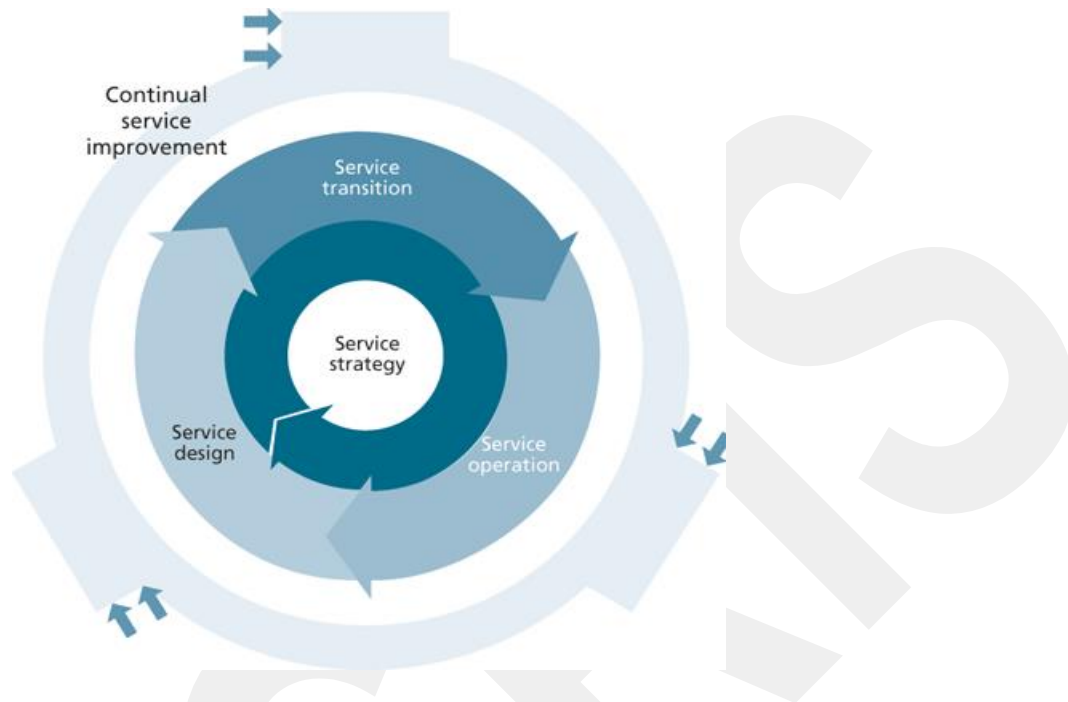 Continual
service
improvement
Service
transition
Service
strategy
Service
design
Service
operation